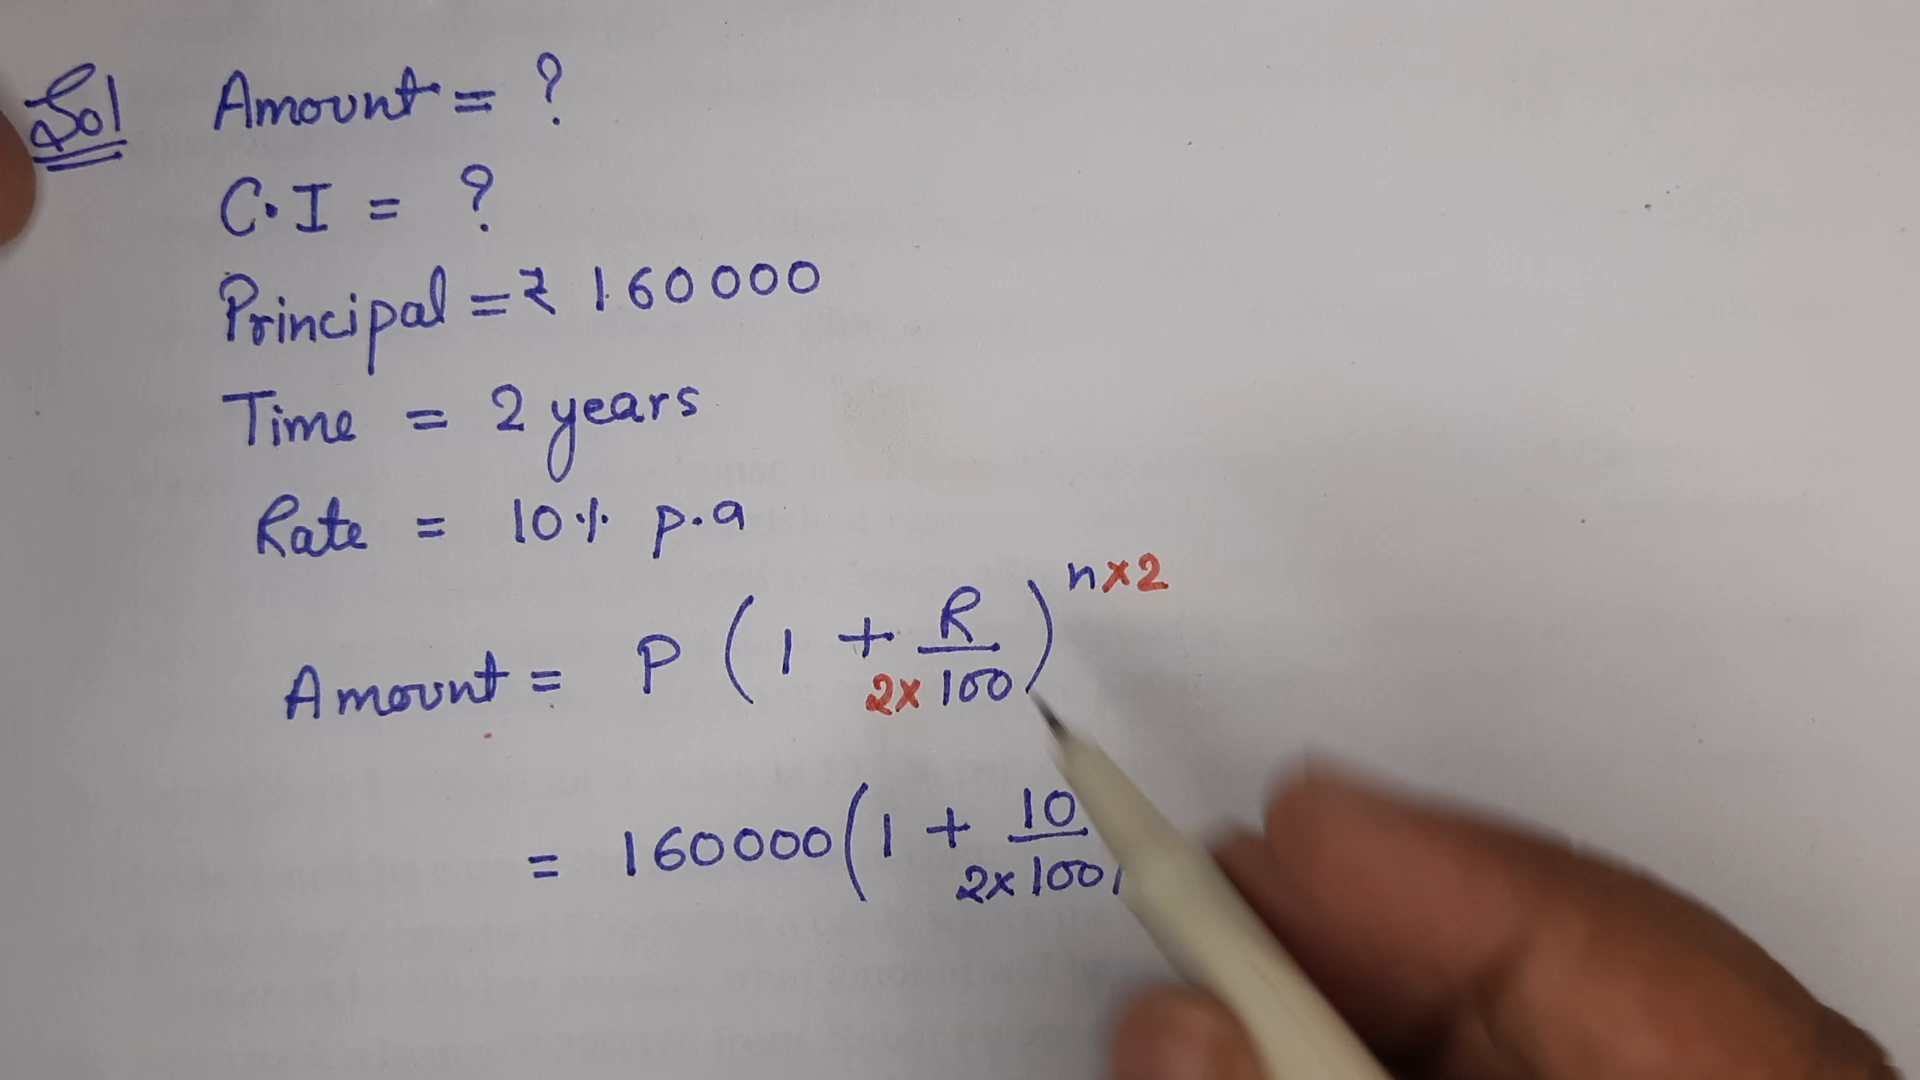 Sol Amount = ?
C.I = ?
Principal = ₹ 160000
Time = 2 years
Rate = 10% p.a
Amount = P ( 1 + R / 2 × 100 )^n×2
= 160000 ( 1 + 10 / 2 × 100 )